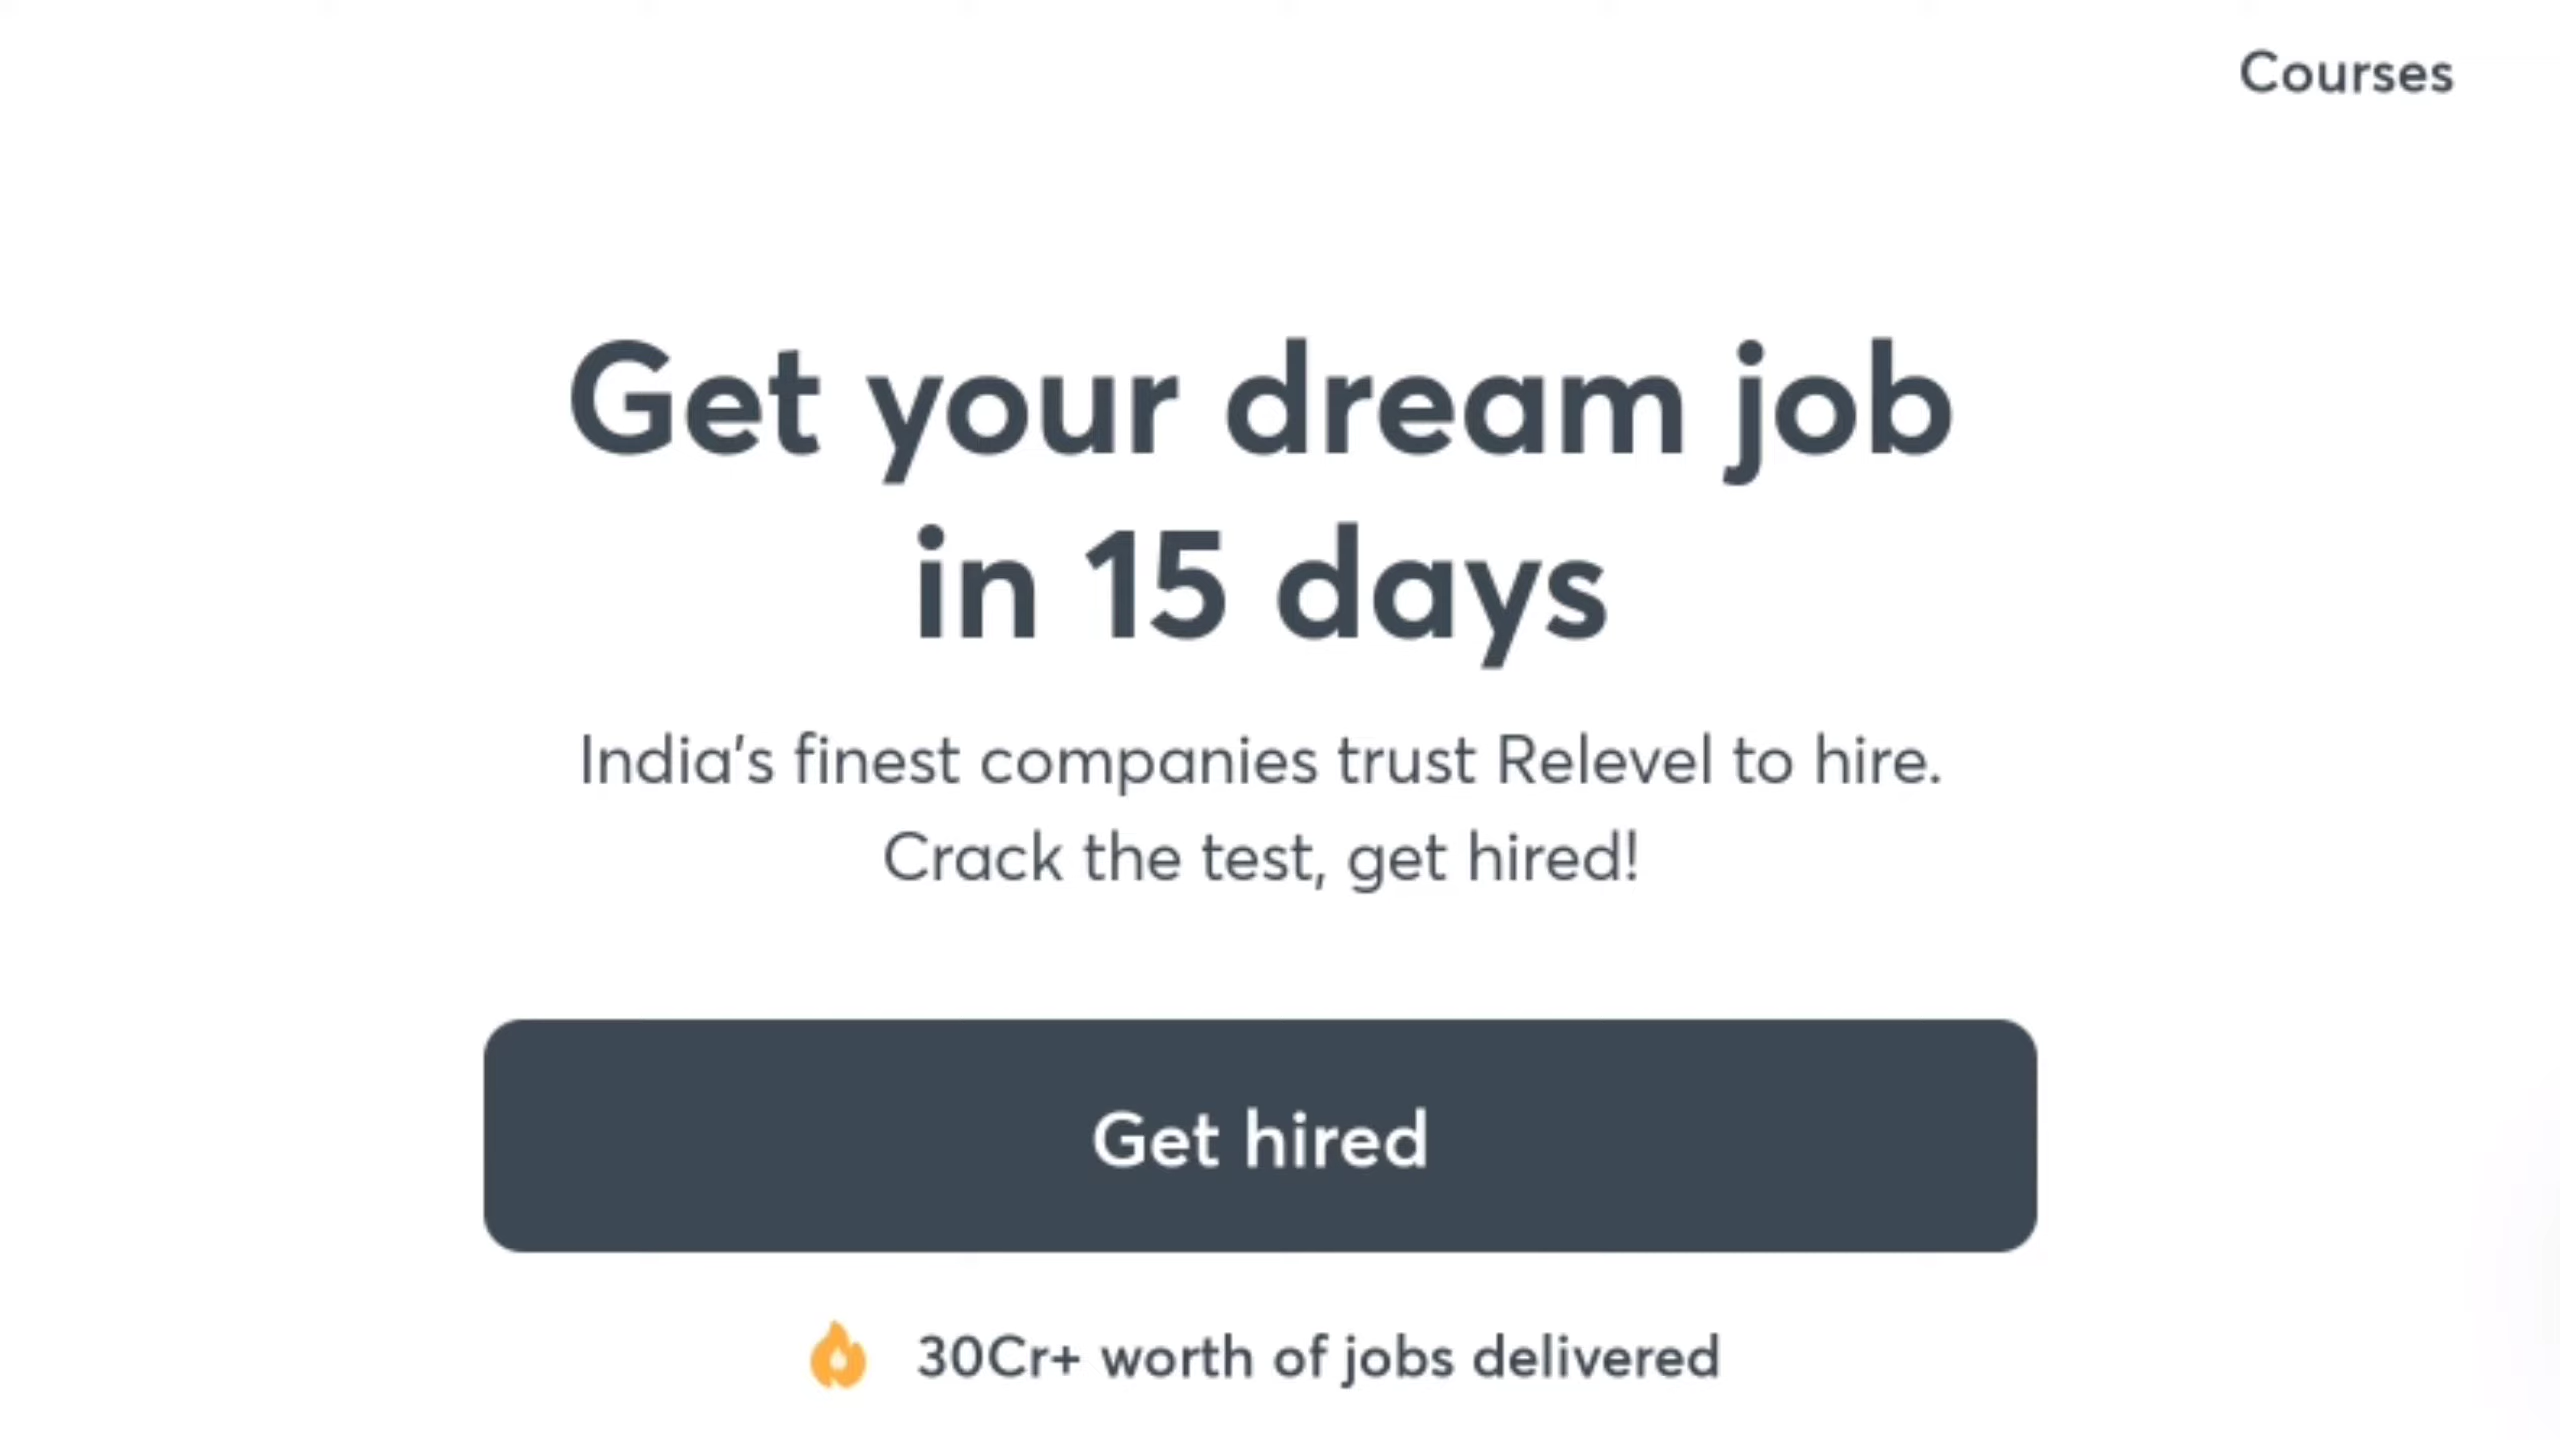 Courses
Get your dream job
in 15 days
India's finest companies trust Relevel to hire.
Crack the test, get hired!
Get hired
30Cr+ worth of jobs delivered